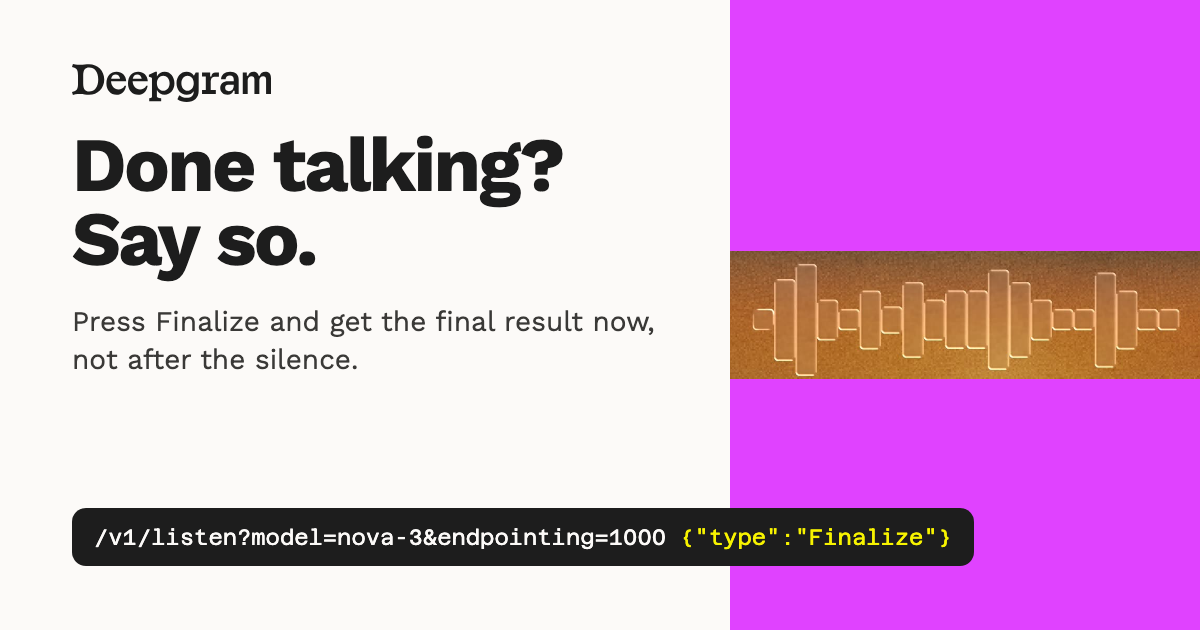 Deepgram
Done talking?
Say so.
Press Finalize and get the final result now,
not after the silence.
/v1/listen?model=nova-3&endpointing=1000 {"type":"Finalize"}